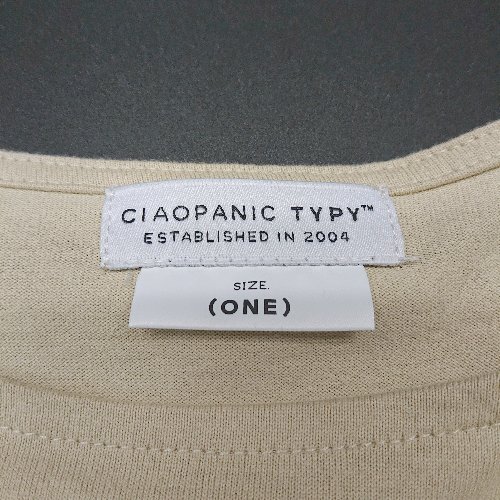 CIAOPANIC TYPY™
ESTABLISHED IN 2004
SIZE.
(ONE)